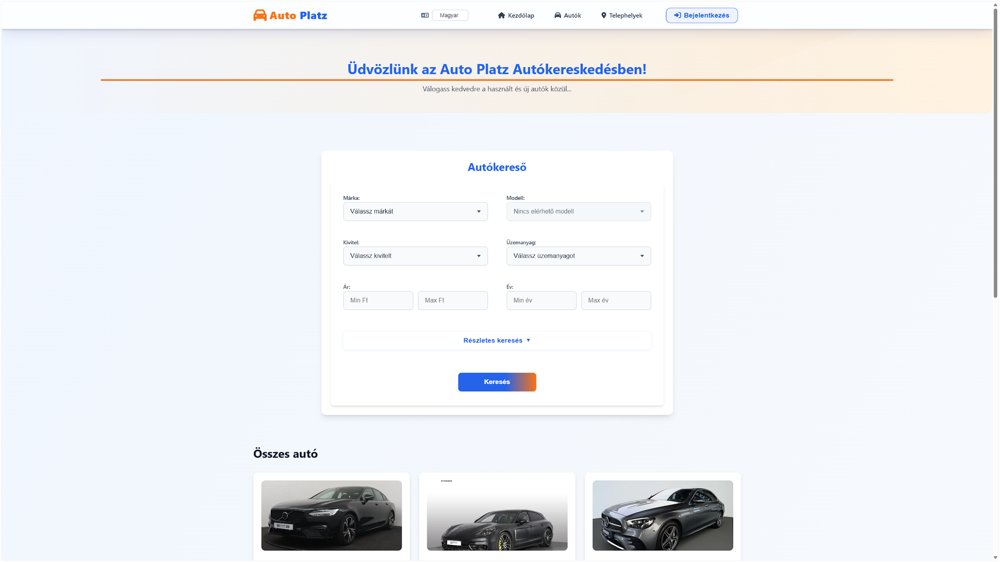 Auto Platz
Magyar
Kezdőlap
Autók
Telephelyek
Bejelentkezés
Üdvözlünk az Auto Platz Autókereskedésben!
Válogass kedvedre a használt és új autók közül...
Autókereső
Márka:
Modell:
Válassz márkát
Nincs elérhető modell
Kivitel:
Üzemanyag:
Válassz kivitelt
Válassz üzemanyagot
Ár:
Év:
Min Ft
Max Ft
Min év
Max év
Részletes keresés ▼
Keresés
Összes autó
APPROVED